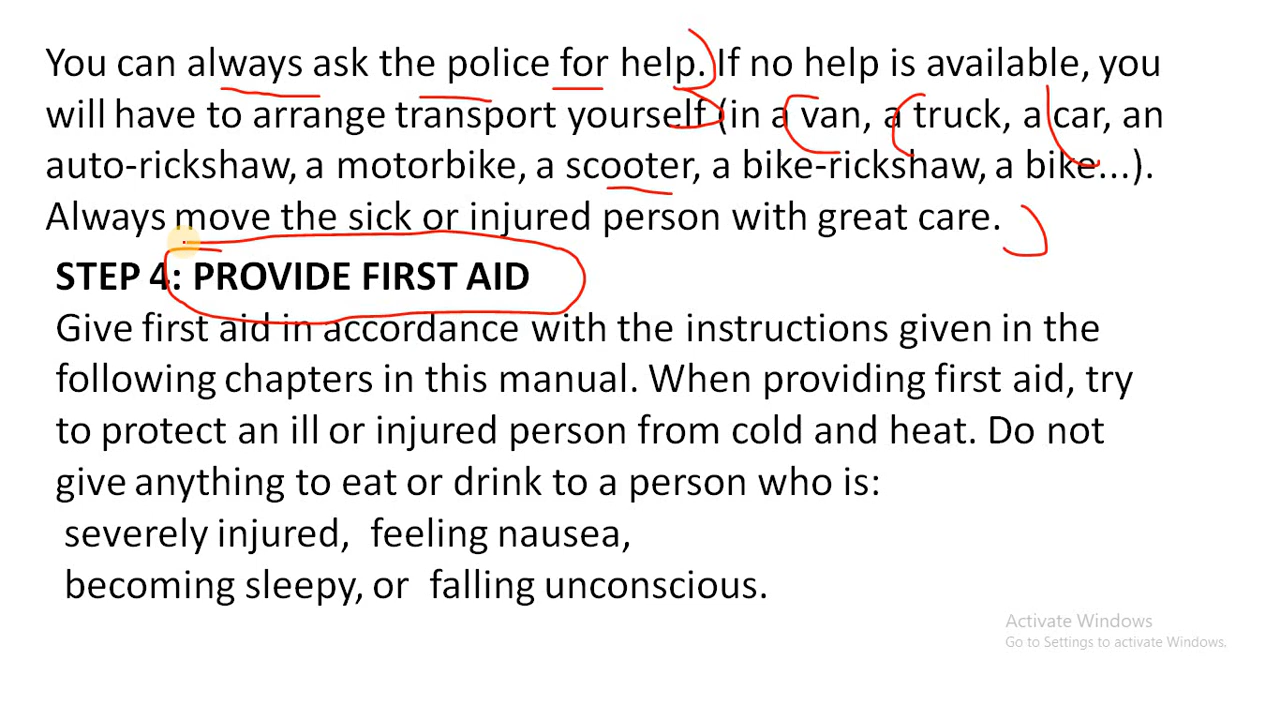 You can always ask the police for help. If no help is available, you
will have to arrange transport yourself (in a van, a truck, a car, an
auto-rickshaw, a motorbike, a scooter, a bike-rickshaw, a bike...).
Always move the sick or injured person with great care.
STEP 4: PROVIDE FIRST AID
Give first aid in accordance with the instructions given in the
following chapters in this manual. When providing first aid, try
to protect an ill or injured person from cold and heat. Do not
give anything to eat or drink to a person who is:
severely injured, feeling nausea,
becoming sleepy, or falling unconscious.
Activate Windows
Go to Settings to activate Windows.